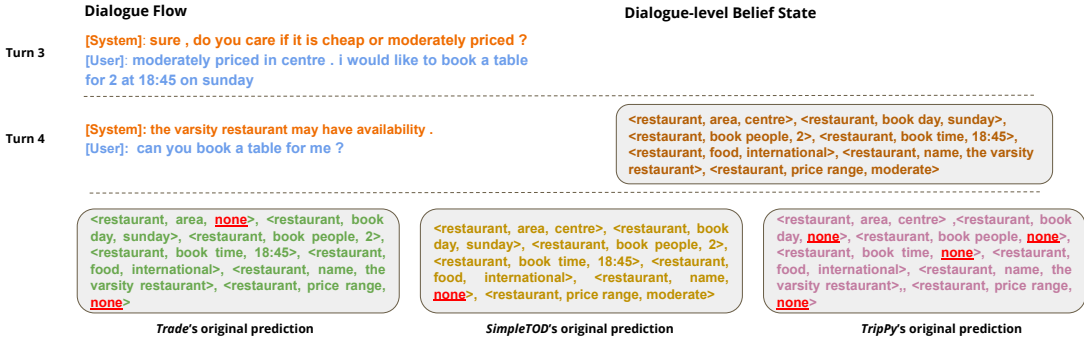 Dialogue Flow
Dialogue-level Belief State
Turn 3
[System]: sure , do you care if it is cheap or moderately priced ?
[User]: moderately priced in centre . i would like to book a table
for 2 at 18:45 on sunday
Turn 4
[System]: the varsity restaurant may have availability .
[User]: can you book a table for me ?
<restaurant, area, centre>, <restaurant, book day, sunday>,
<restaurant, book people, 2>, <restaurant, book time, 18:45>,
<restaurant, food, international>, <restaurant, name, the varsity
restaurant>, <restaurant, price range, moderate>
<restaurant, area, none>, <restaurant, book
day, sunday>, <restaurant, book people, 2>,
<restaurant, book time, 18:45>, <restaurant,
food, international>, <restaurant, name, the
varsity restaurant>, <restaurant, price range,
none>
Trade's original prediction
<restaurant, area, centre>, <restaurant, book
day, sunday>, <restaurant, book people, 2>,
<restaurant, book time, 18:45>, <restaurant,
food, international>, <restaurant, name,
none>, <restaurant, price range, moderate>
SimpleTOD's original prediction
<restaurant, area, centre> ,<restaurant, book
day, none>, <restaurant, book people, none>,
<restaurant, book time, none>, <restaurant,
food, international>, <restaurant, name, the
varsity restaurant>,, <restaurant, price range,
none>
TripPy's original prediction